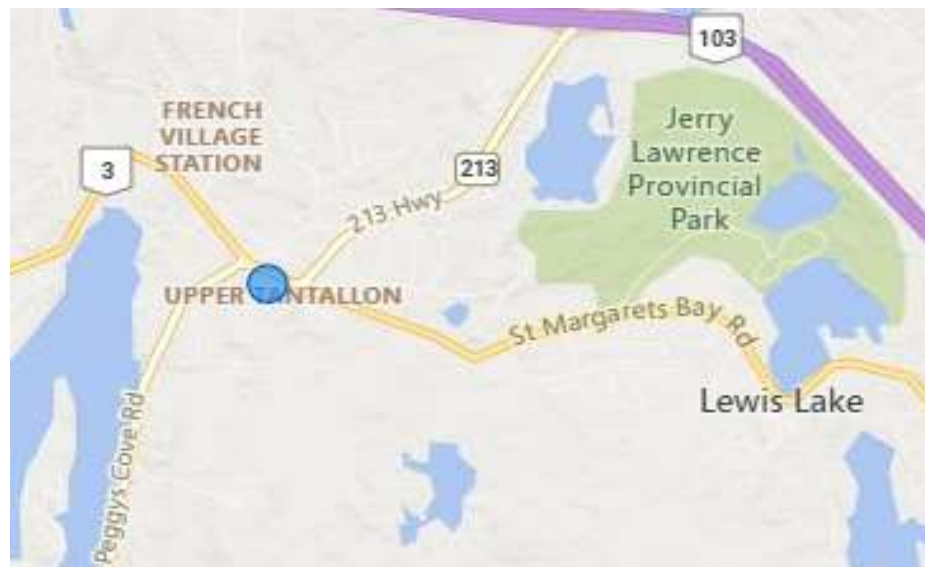 103
FRENCH
VILLAGE
STATION
Jerry
Lawrence
Provincial
Park
3
213
213 Hwy
UPPER TANTALLON
St Margarets Bay Rd
Lewis Lake
Peggys Cove Rd